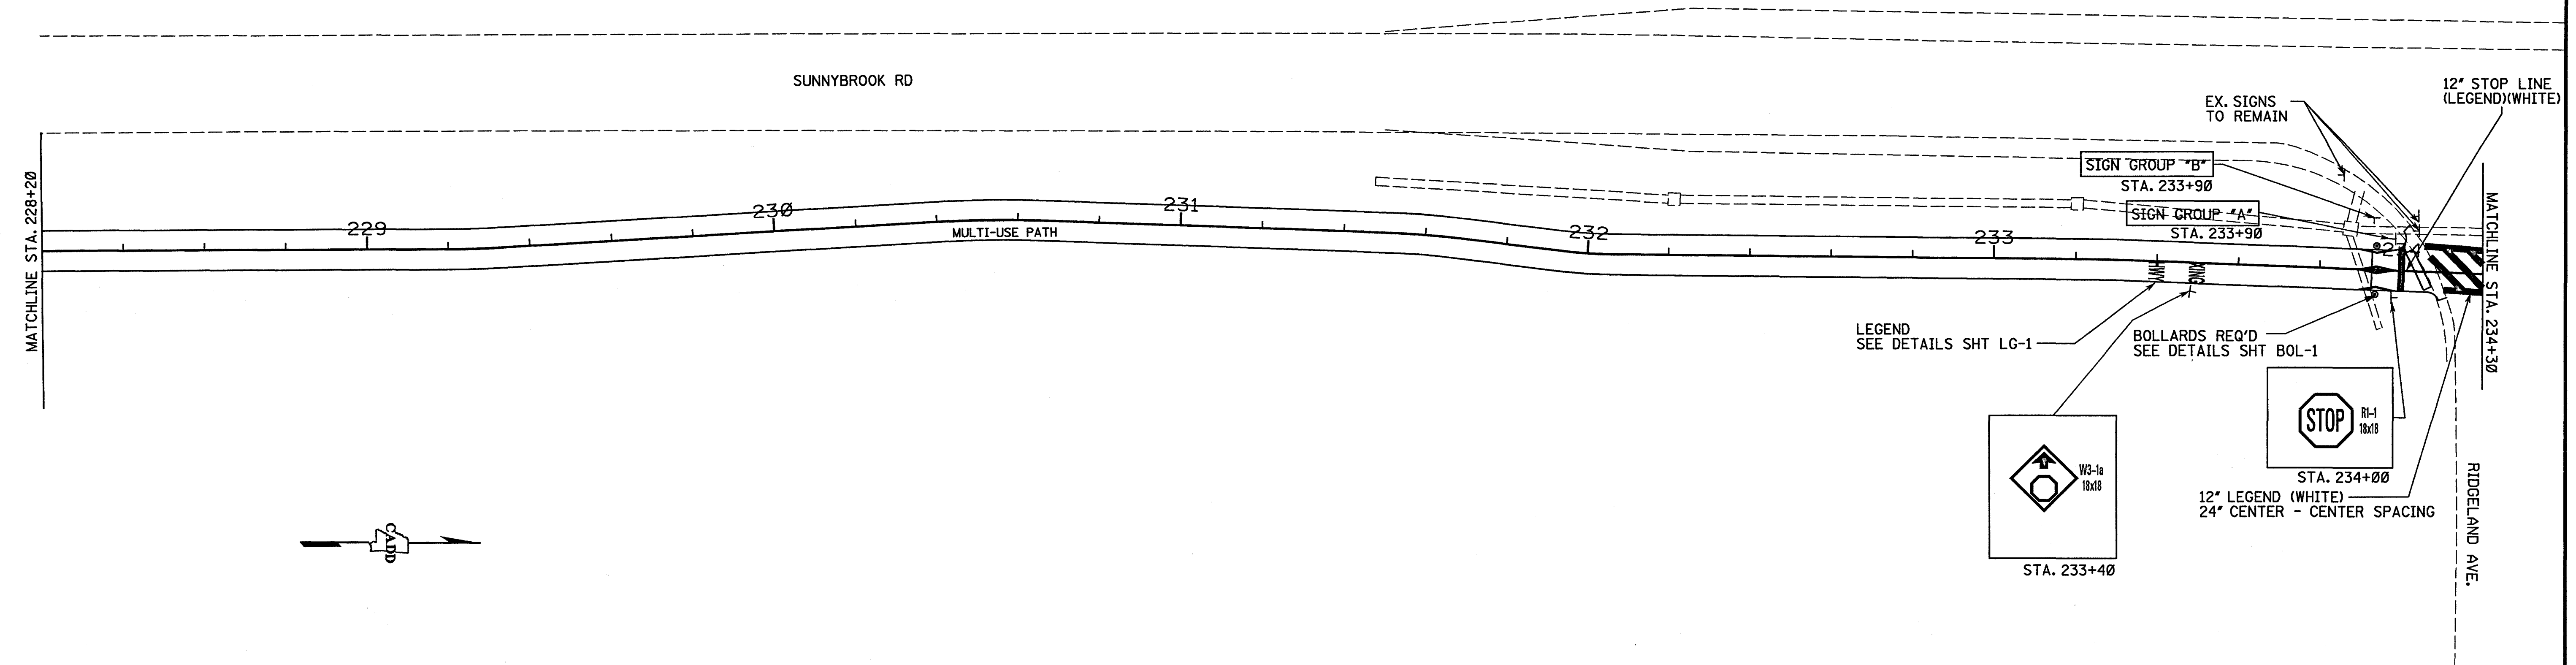 SUNNYBROOK RD
12" STOP LINE
(LEGEND)(WHITE)
EX. SIGNS
TO REMAIN
SIGN GROUP "B"
STA. 233+90
SIGN GROUP "A"
STA. 233+90
MATCHLINE STA. 228+20
229
230
231
232
233
MULTI-USE PATH
HWY
XING
MATCHLINE STA. 234+30
LEGEND
SEE DETAILS SHT LG-1
BOLLARDS REQ'D
SEE DETAILS SHT BOL-1
STOP
R1-1
18x18
STA. 234+00
W3-1a
18x18
STA. 233+40
12" LEGEND (WHITE)
24" CENTER - CENTER SPACING
RIDGELAND AVE.
CADD